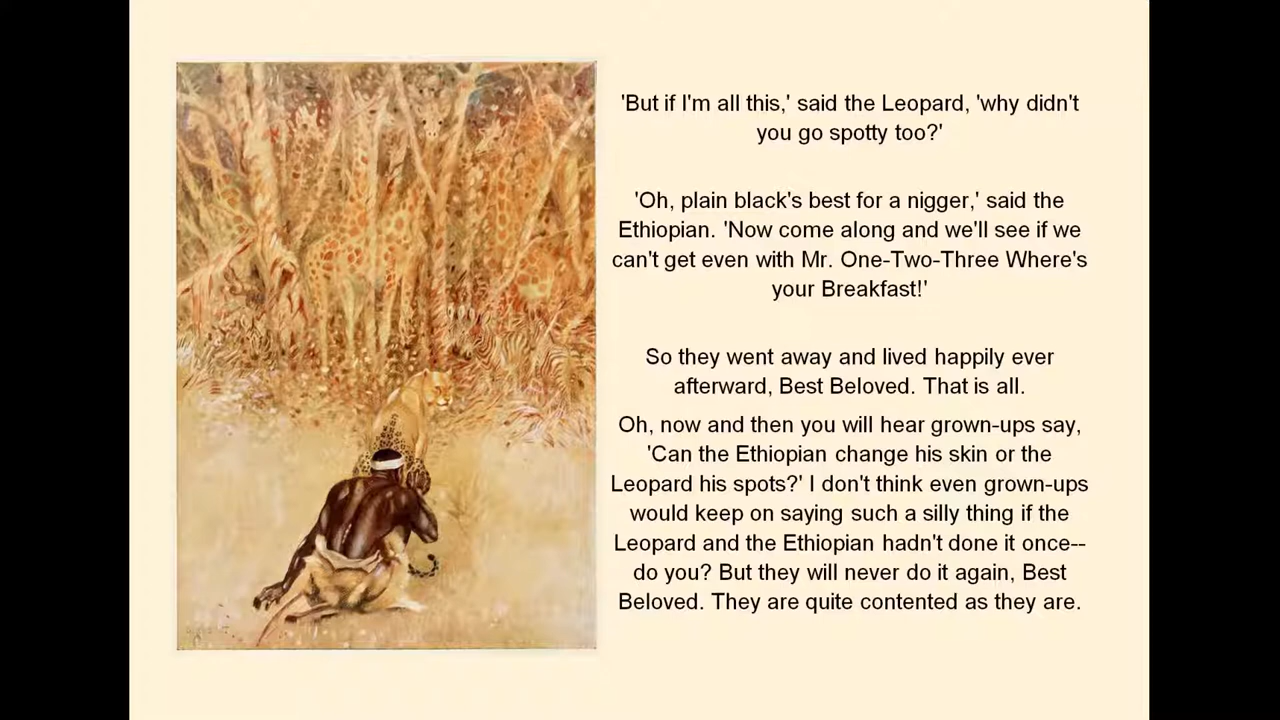 'But if I'm all this,' said the Leopard, 'why didn't
you go spotty too?'
'Oh, plain black's best for a nigger,' said the
Ethiopian. 'Now come along and we'll see if we
can't get even with Mr. One-Two-Three Where's
your Breakfast!'
So they went away and lived happily ever
afterward, Best Beloved. That is all.
Oh, now and then you will hear grown-ups say,
'Can the Ethiopian change his skin or the
Leopard his spots?' I don't think even grown-ups
would keep on saying such a silly thing if the
Leopard and the Ethiopian hadn't done it once--
do you? But they will never do it again, Best
Beloved. They are quite contented as they are.